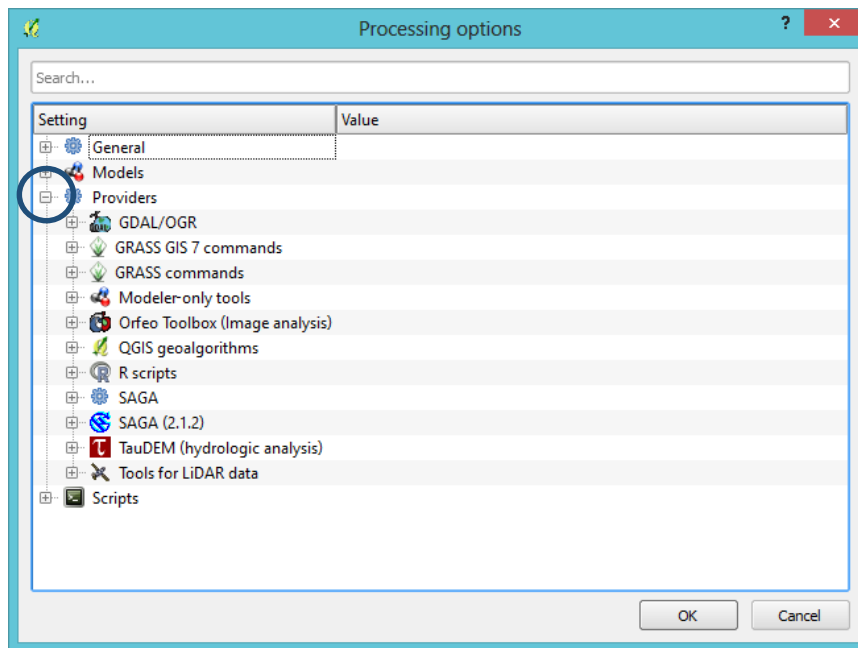 Processing options
?
Search...
Setting Value
General
Models
Providers
GDAL/OGR
GRASS GIS 7 commands
GRASS commands
Modeler-only tools
Orfeo Toolbox (Image analysis)
QGIS geoalgorithms
R scripts
SAGA
SAGA (2.1.2)
TauDEM (hydrologic analysis)
Tools for LiDAR data
Scripts
OK Cancel